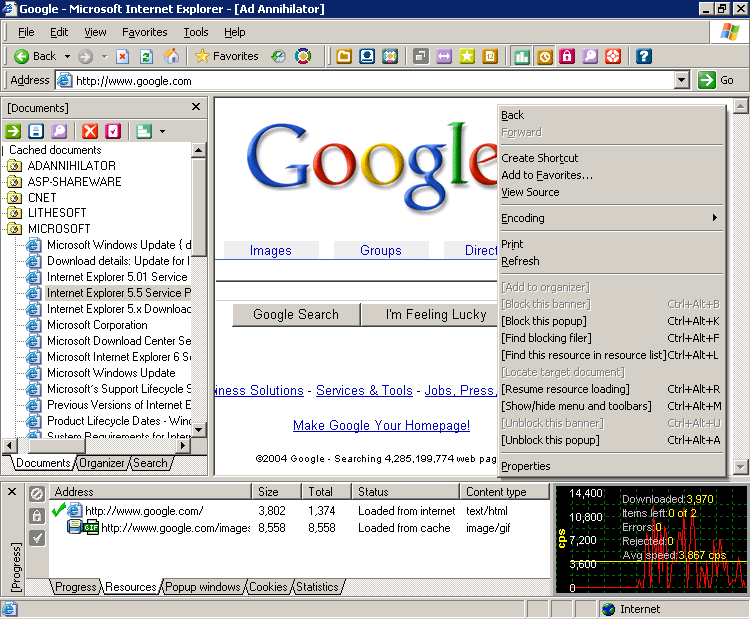 Google - Microsoft Internet Explorer - [Ad Annihilator]
File Edit View Favorites Tools Help
Back Favorites
Address http://www.google.com Go
[Documents]
Cached documents
ADANNIHILATOR
ASP-SHAREWARE
CNET
LITHESOFT
MICROSOFT
Microsoft Windows Update { d
Download details: Update for I
Internet Explorer 5.01 Service
Internet Explorer 5.5 Service P
Internet Explorer 5.x Downloac
Microsoft Corporation
Microsoft Download Center Se
Microsoft Internet Explorer 6 S
Microsoft Windows Update
Microsoft's Support Lifecycle S
Previous Versions of Internet E
Product Lifecycle Dates - Wind
System Requirements for Inter
Documents Organizer Search
Google
Images Groups Direct
Google Search I'm Feeling Lucky
iness Solutions - Services & Tools - Jobs, Press,
Make Google Your Homepage!
©2004 Google - Searching 4,285,199,774 web pag
Back
Forward
Create Shortcut
Add to Favorites...
View Source
Encoding
Print
Refresh
[Add to organizer]
[Block this banner] Ctrl+Alt+B
[Block this popup] Ctrl+Alt+K
[Find blocking filer] Ctrl+Alt+F
[Find this resource in resource list] Ctrl+Alt+L
[Locate target document]
[Resume resource loading] Ctrl+Alt+R
[Show/hide menu and toolbars] Ctrl+Alt+M
[Unblock this banner] Ctrl+Alt+U
[Unblock this popup] Ctrl+Alt+A
Properties
[Progress]
Address Size Total Status Content type
http://www.google.com/ 3,802 1,374 Loaded from internet text/html
GIF http://www.google.com/images 8,558 8,558 Loaded from cache image/gif
Progress Resources Popup windows Cookies Statistics
cps
14,400
10,800
7,200
3,600
0
Downloaded:3,970
Items left:0 of 2
Errors:0
Rejected:0
Avg speed:3,867 cps
Internet